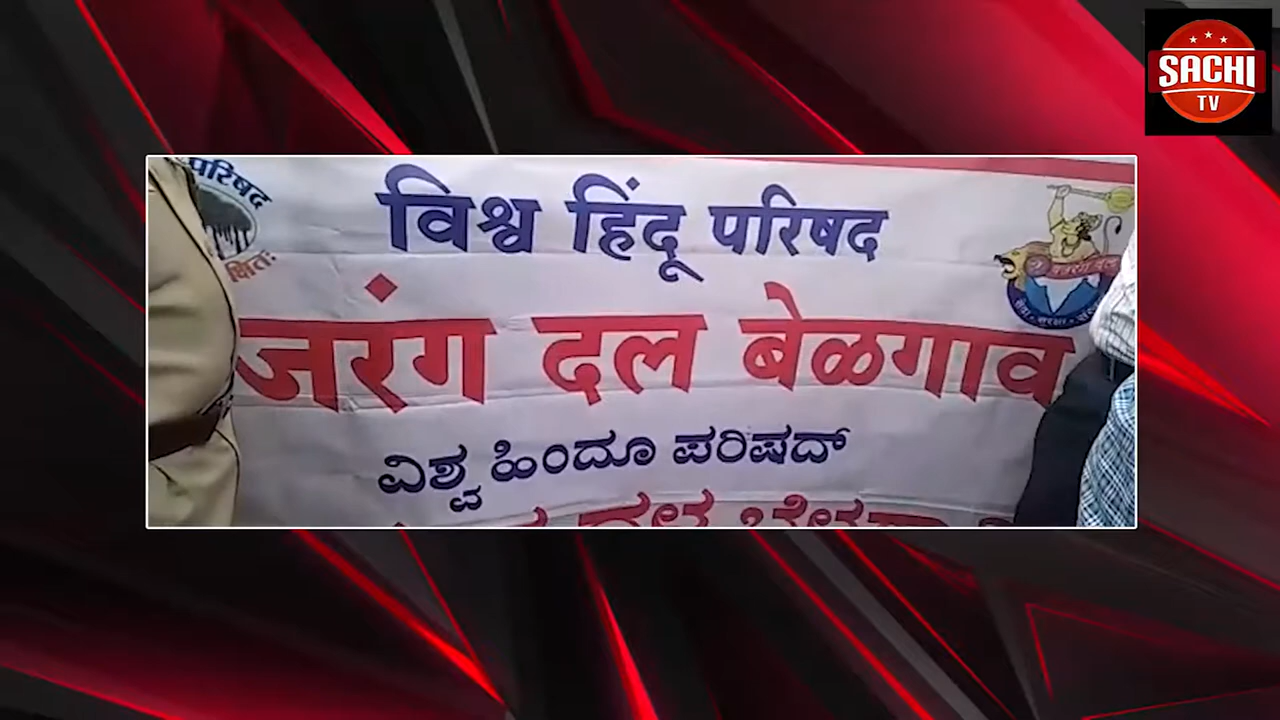 SACHI
TV
परिषद
विश्व हिंदू परिषद
जरंग दल बेळगाव
ವಿಶ್ವ ಹಿಂದೂ ಪರಿಷದ್